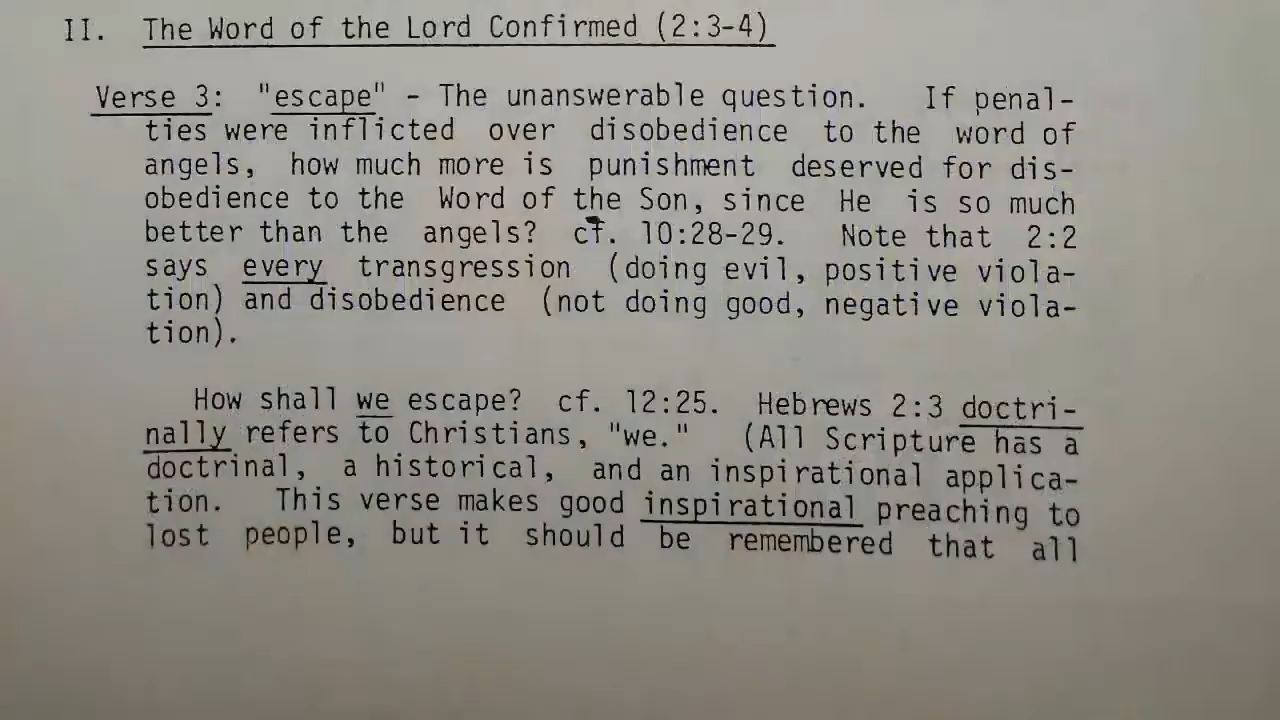 II. The Word of the Lord Confirmed (2:3-4)
Verse 3: "escape" - The unanswerable question. If penal-
ties were inflicted over disobedience to the word of
angels, how much more is punishment deserved for dis-
obedience to the Word of the Son, since He is so much
better than the angels? cf. 10:28-29. Note that 2:2
says every transgression (doing evil, positive viola-
tion) and disobedience (not doing good, negative viola-
tion).
How shall we escape? cf. 12:25. Hebrews 2:3 doctri-
nally refers to Christians, "we." (All Scripture has a
doctrinal, a historical, and an inspirational applica-
tion. This verse makes good inspirational preaching to
lost people, but it should be remembered that all